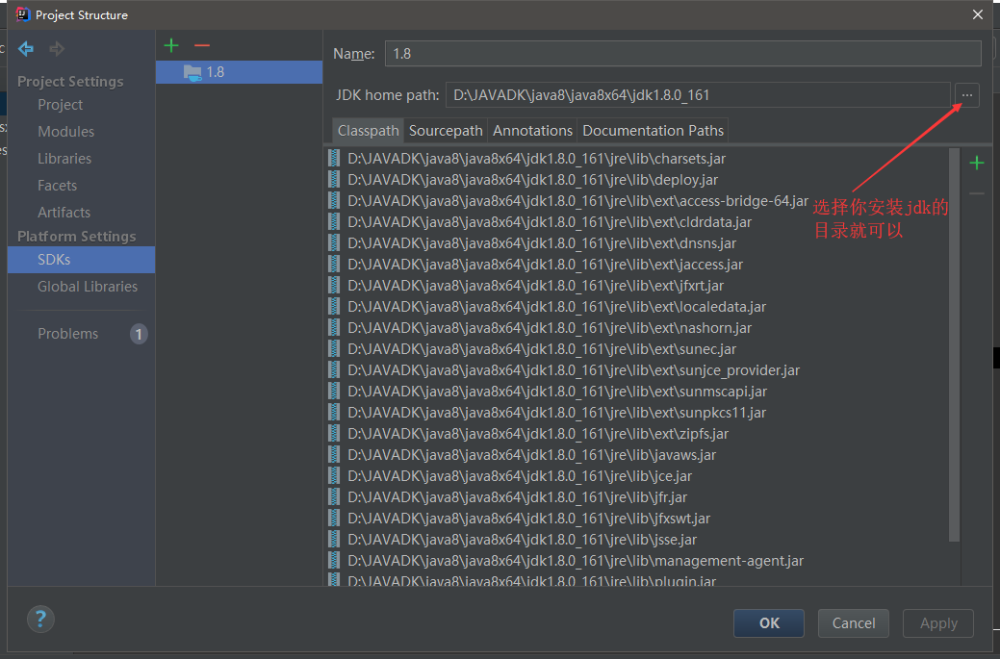 Project Structure
Project Settings
Project
Modules
Libraries
Facets
Artifacts
Platform Settings
SDKs
Global Libraries
Problems
1
1.8
Name:
1.8
JDK home path:
D:\JAVADK\java8\java8x64\jdk1.8.0_161
...
Classpath
Sourcepath
Annotations
Documentation Paths
D:\JAVADK\java8\java8x64\jdk1.8.0_161\jre\lib\charsets.jar
D:\JAVADK\java8\java8x64\jdk1.8.0_161\jre\lib\deploy.jar
D:\JAVADK\java8\java8x64\jdk1.8.0_161\jre\lib\ext\access-bridge-64.jar
D:\JAVADK\java8\java8x64\jdk1.8.0_161\jre\lib\ext\cldrdata.jar
D:\JAVADK\java8\java8x64\jdk1.8.0_161\jre\lib\ext\dnsns.jar
D:\JAVADK\java8\java8x64\jdk1.8.0_161\jre\lib\ext\jaccess.jar
D:\JAVADK\java8\java8x64\jdk1.8.0_161\jre\lib\ext\jfxrt.jar
D:\JAVADK\java8\java8x64\jdk1.8.0_161\jre\lib\ext\localedata.jar
D:\JAVADK\java8\java8x64\jdk1.8.0_161\jre\lib\ext\nashorn.jar
D:\JAVADK\java8\java8x64\jdk1.8.0_161\jre\lib\ext\sunec.jar
D:\JAVADK\java8\java8x64\jdk1.8.0_161\jre\lib\ext\sunjce_provider.jar
D:\JAVADK\java8\java8x64\jdk1.8.0_161\jre\lib\ext\sunmscapi.jar
D:\JAVADK\java8\java8x64\jdk1.8.0_161\jre\lib\ext\sunpkcs11.jar
D:\JAVADK\java8\java8x64\jdk1.8.0_161\jre\lib\ext\zipfs.jar
D:\JAVADK\java8\java8x64\jdk1.8.0_161\jre\lib\javaws.jar
D:\JAVADK\java8\java8x64\jdk1.8.0_161\jre\lib\jce.jar
D:\JAVADK\java8\java8x64\jdk1.8.0_161\jre\lib\jfr.jar
D:\JAVADK\java8\java8x64\jdk1.8.0_161\jre\lib\jfxswt.jar
D:\JAVADK\java8\java8x64\jdk1.8.0_161\jre\lib\jsse.jar
D:\JAVADK\java8\java8x64\jdk1.8.0_161\jre\lib\management-agent.jar
D:\JAVADK\java8\java8x64\jdk1.8.0_161\jre\lib\plugin.jar
选择你安装jdk的
目录就可以
?
OK
Cancel
Apply